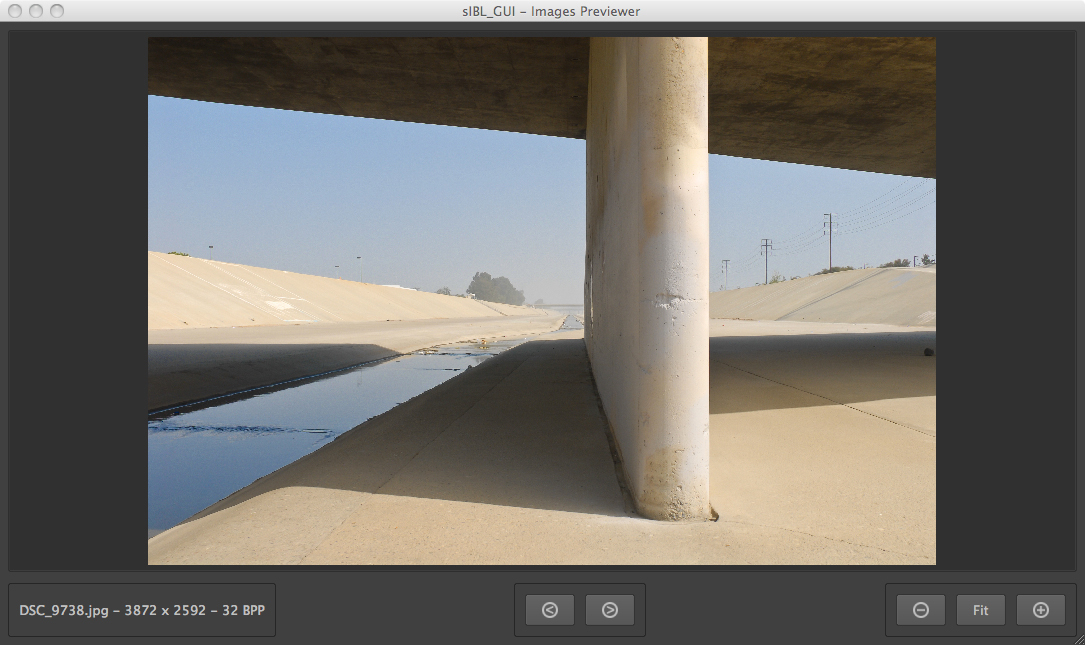 sIBL_GUI – Images Previewer
DSC_9738.jpg – 3872 x 2592 – 32 BPP
Fit